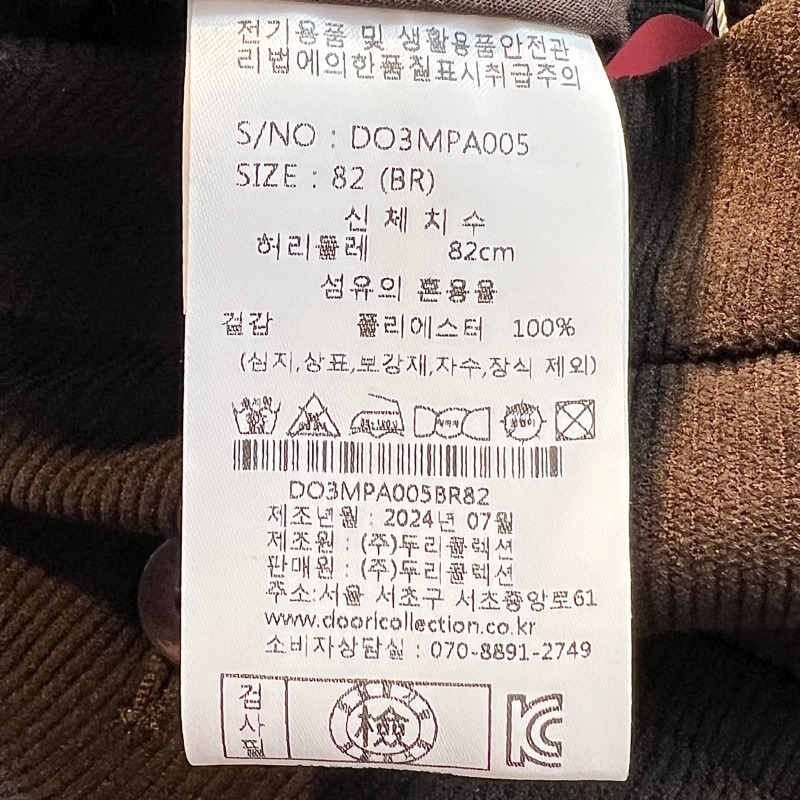 전기용품 및 생활용품안전관
리법에의한품질표시취급주의
S/NO : DO3MPA005
SIZE : 82 (BR)
신 체 치 수
허리둘레 82cm
섬유의 혼용율
겉감 폴리에스터 100%
(심지,상표,보강재,자수,장식 제외)
DO3MPA005BR82
제조년월 : 2024년 07월
제조원 : (주)두리콜렉션
판매원 : (주)두리콜렉션
주소:서울 서초구 서초중앙로61
www.dooricollection.co.kr
소비자상담실 : 070-8891-2749
검사필 檢
KC